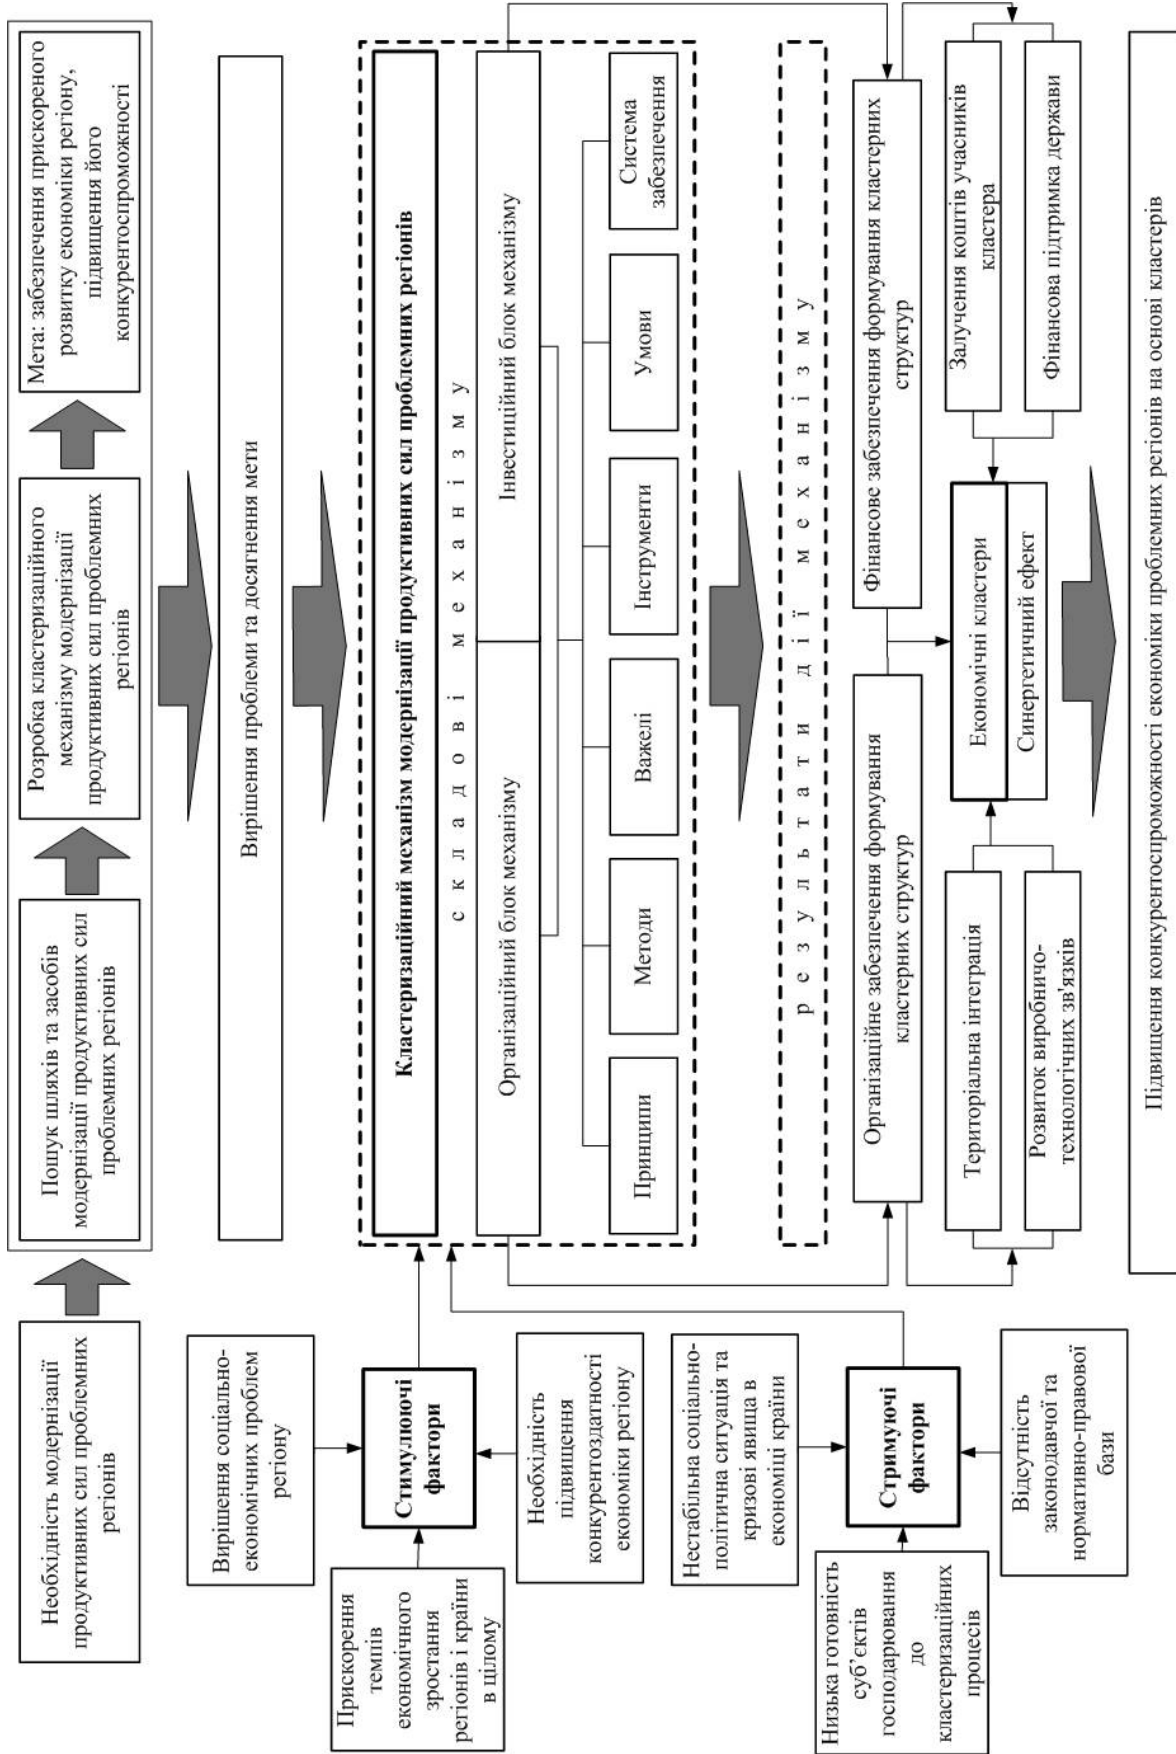 Необхідність модернізації
продуктивних сил проблемних
регіонів
Пошук шляхів та засобів
модернізації продуктивних сил
проблемних регіонів
Розробка кластеризаційного
механізму модернізації
продуктивних сил проблемних
регіонів
Мета: забезпечення прискореного
розвитку економіки регіону,
підвищення його
конкурентоспроможності
Вирішення проблеми та досягнення мети
Вирішення соціально-
економічних проблем
регіону
Прискорення
темпів
економічного
зростання
регіонів і країни
в цілому
Стимулюючі
фактори
Необхідність
підвищення
конкурентоздатності
економіки регіону
Кластеризаційний механізм модернізації продуктивних сил проблемних регіонів
складові механізму
Організаційний блок механізму
Інвестиційний блок механізму
Принципи
Методи
Важелі
Інструменти
Умови
Система
забезпечення
Нестабільна соціально-
політична ситуація та
кризові явища в
економіці країни
Низька готовність
суб’єктів
господарювання
до
кластеризаційних
процесів
Стримуючі
фактори
Відсутність
законодавчої та
нормативно-правової
бази
результати дії механізму
Організаційне забезпечення формування
кластерних структур
Фінансове забезпечення формування кластерних
структур
Територіальна інтеграція
Розвиток виробничо-
технологічних зв'язків
Економічні кластери
Синергетичний ефект
Залучення коштів учасників
кластера
Фінансова підтримка держави
Підвищення конкурентоспроможності економіки проблемних регіонів на основі кластерів